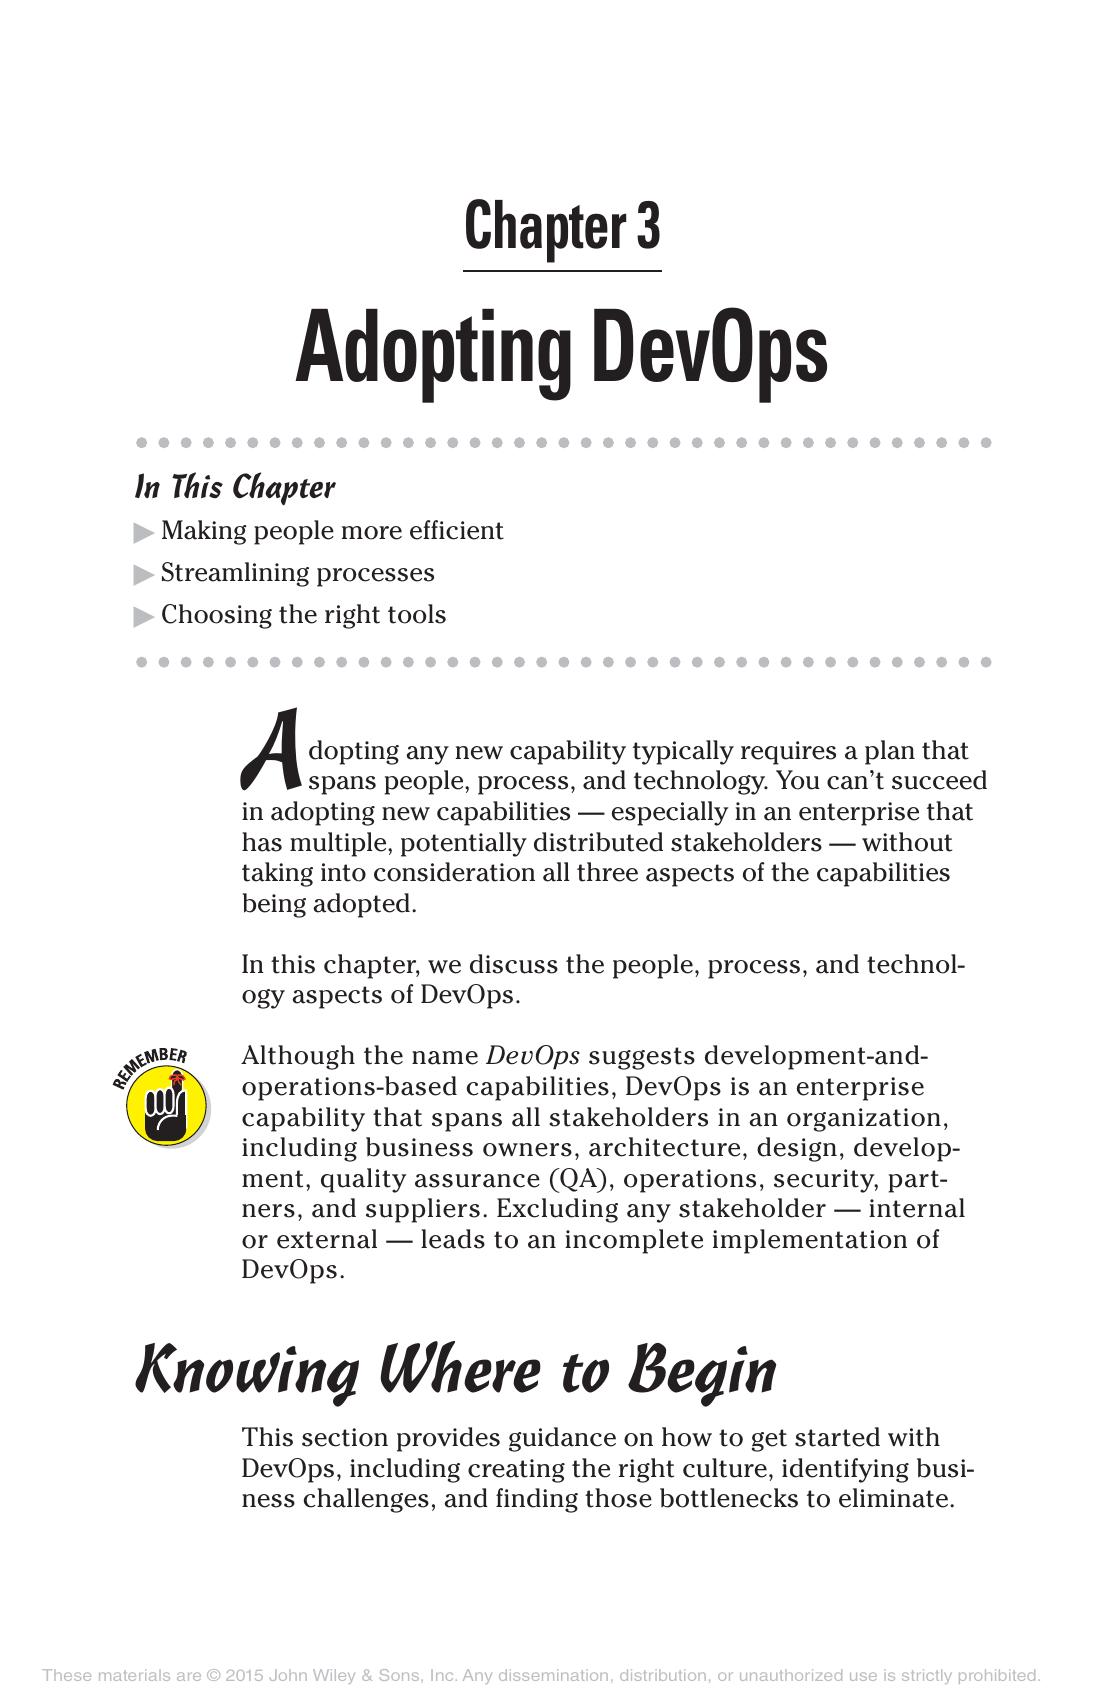 Chapter 3
Adopting DevOps
In This Chapter
▶ Making people more efficient
▶ Streamlining processes
▶ Choosing the right tools
Adopting any new capability typically requires a plan that
spans people, process, and technology. You can’t succeed
in adopting new capabilities — especially in an enterprise that
has multiple, potentially distributed stakeholders — without
taking into consideration all three aspects of the capabilities
being adopted.
In this chapter, we discuss the people, process, and technol-
ogy aspects of DevOps.
REMEMBER
Although the name DevOps suggests development-and-
operations-based capabilities, DevOps is an enterprise
capability that spans all stakeholders in an organization,
including business owners, architecture, design, develop-
ment, quality assurance (QA), operations, security, part-
ners, and suppliers. Excluding any stakeholder — internal
or external — leads to an incomplete implementation of
DevOps.
Knowing Where to Begin
This section provides guidance on how to get started with
DevOps, including creating the right culture, identifying busi-
ness challenges, and finding those bottlenecks to eliminate.
These materials are © 2015 John Wiley & Sons, Inc. Any dissemination, distribution, or unauthorized use is strictly prohibited.